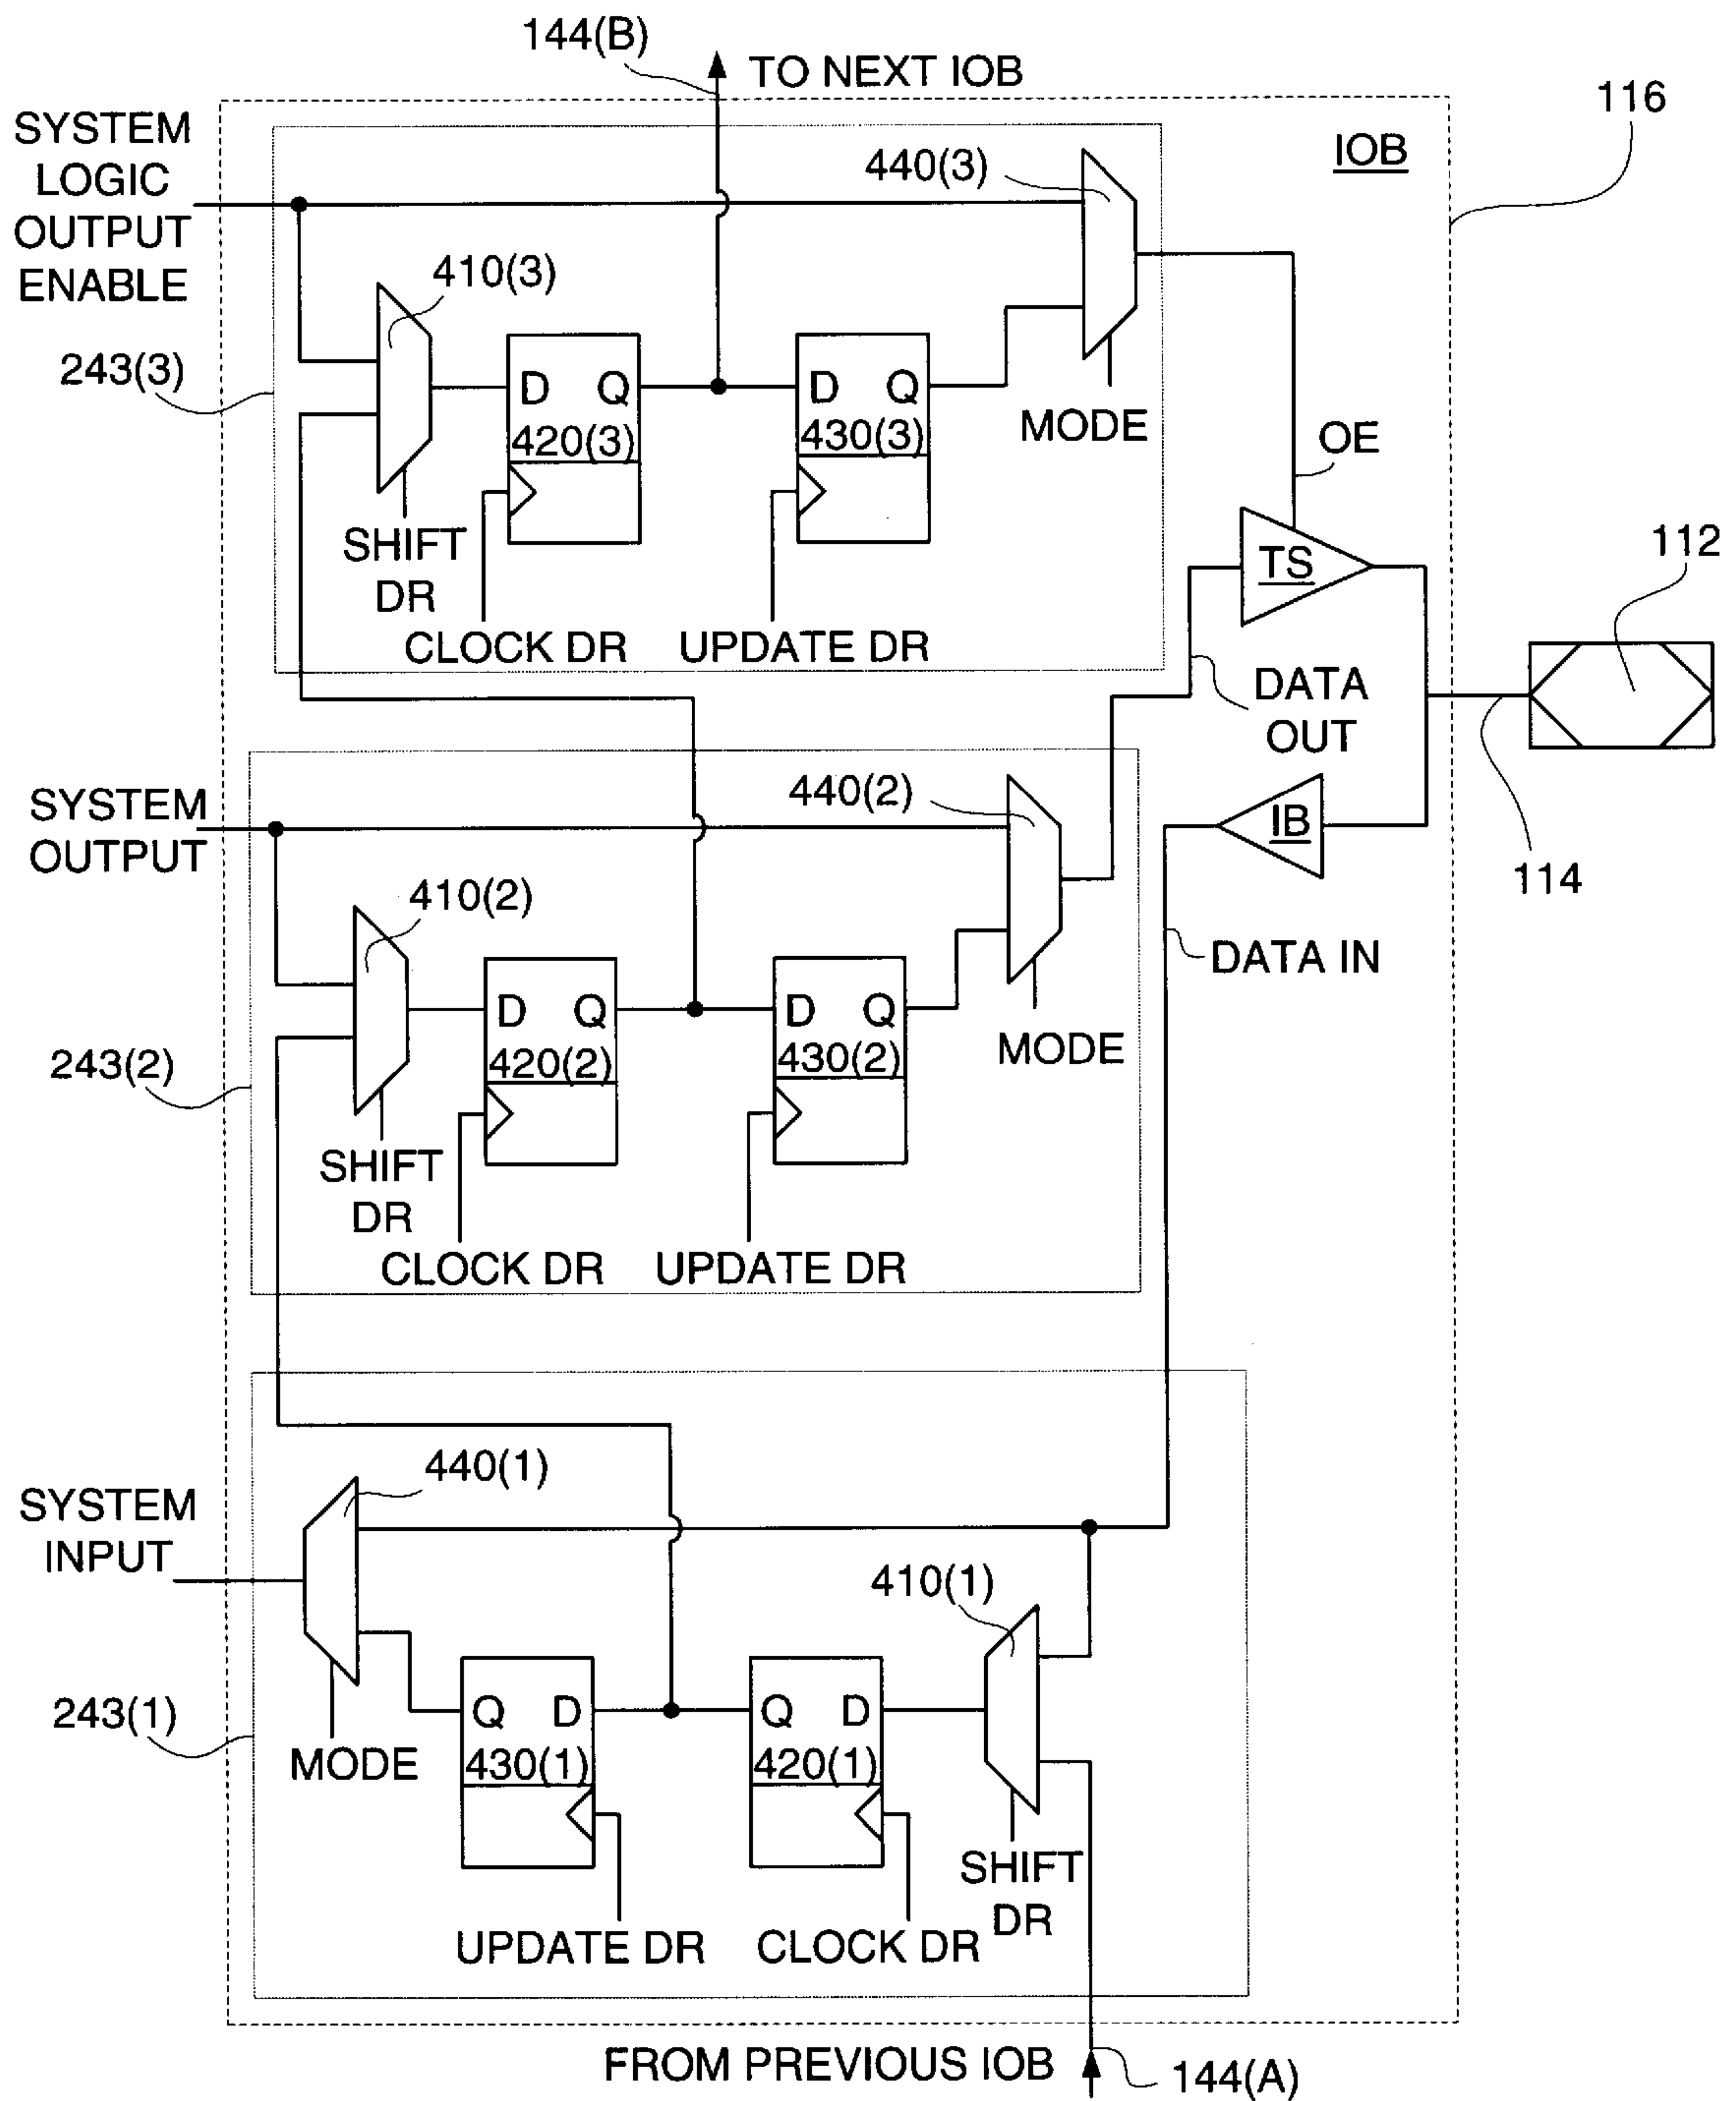 144(B)
TO NEXT IOB
116
SYSTEM
LOGIC
OUTPUT
ENABLE
IOB
440(3)
410(3)
243(3)
D Q
420(3)
D Q
430(3)
MODE
OE
SHIFT
DR
CLOCK DR
UPDATE DR
TS
112
DATA
OUT
SYSTEM
OUTPUT
440(2)
IB
114
410(2)
DATA IN
243(2)
D Q
420(2)
D Q
430(2)
MODE
SHIFT
DR
CLOCK DR
UPDATE DR
440(1)
SYSTEM
INPUT
410(1)
243(1)
MODE
Q D
430(1)
Q D
420(1)
SHIFT
DR
UPDATE DR
CLOCK DR
FROM PREVIOUS IOB
144(A)